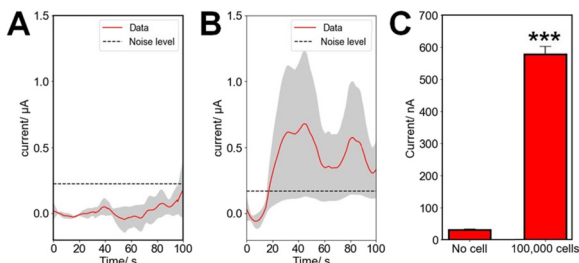 A
1.5
1.0
0.5
0.0
current/ μA
Data
Noise level
0 20 40 60 80 100
Time/ s
B
1.5
1.0
0.5
0.0
current/ μA
Data
Noise level
0 20 40 60 80 100
Time/ s
C
700
600
500
400
300
200
100
0
Current/ nA
***
No cell 100,000 cells